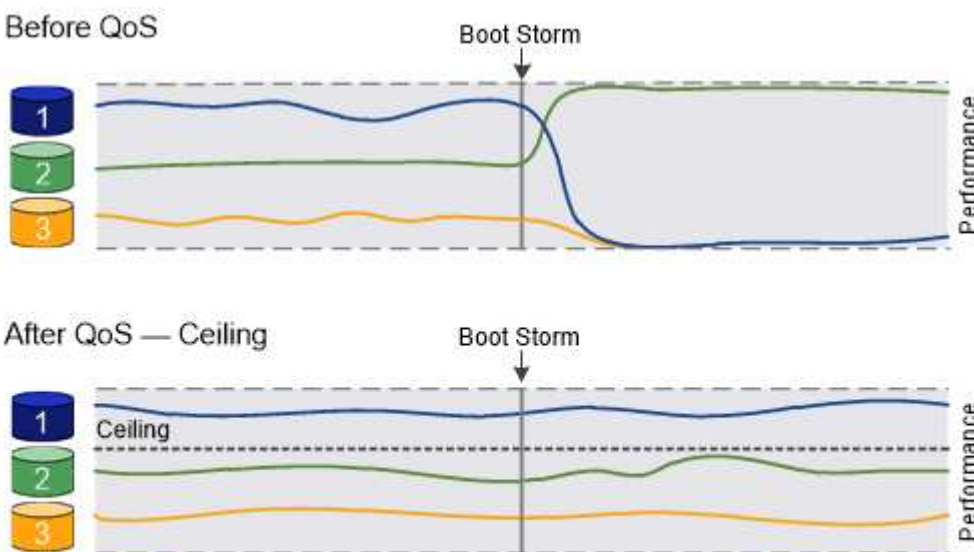 Before QoS
Boot Storm
1
2
3
Performance
After QoS — Ceiling
Boot Storm
1
Ceiling
2
3
Performance